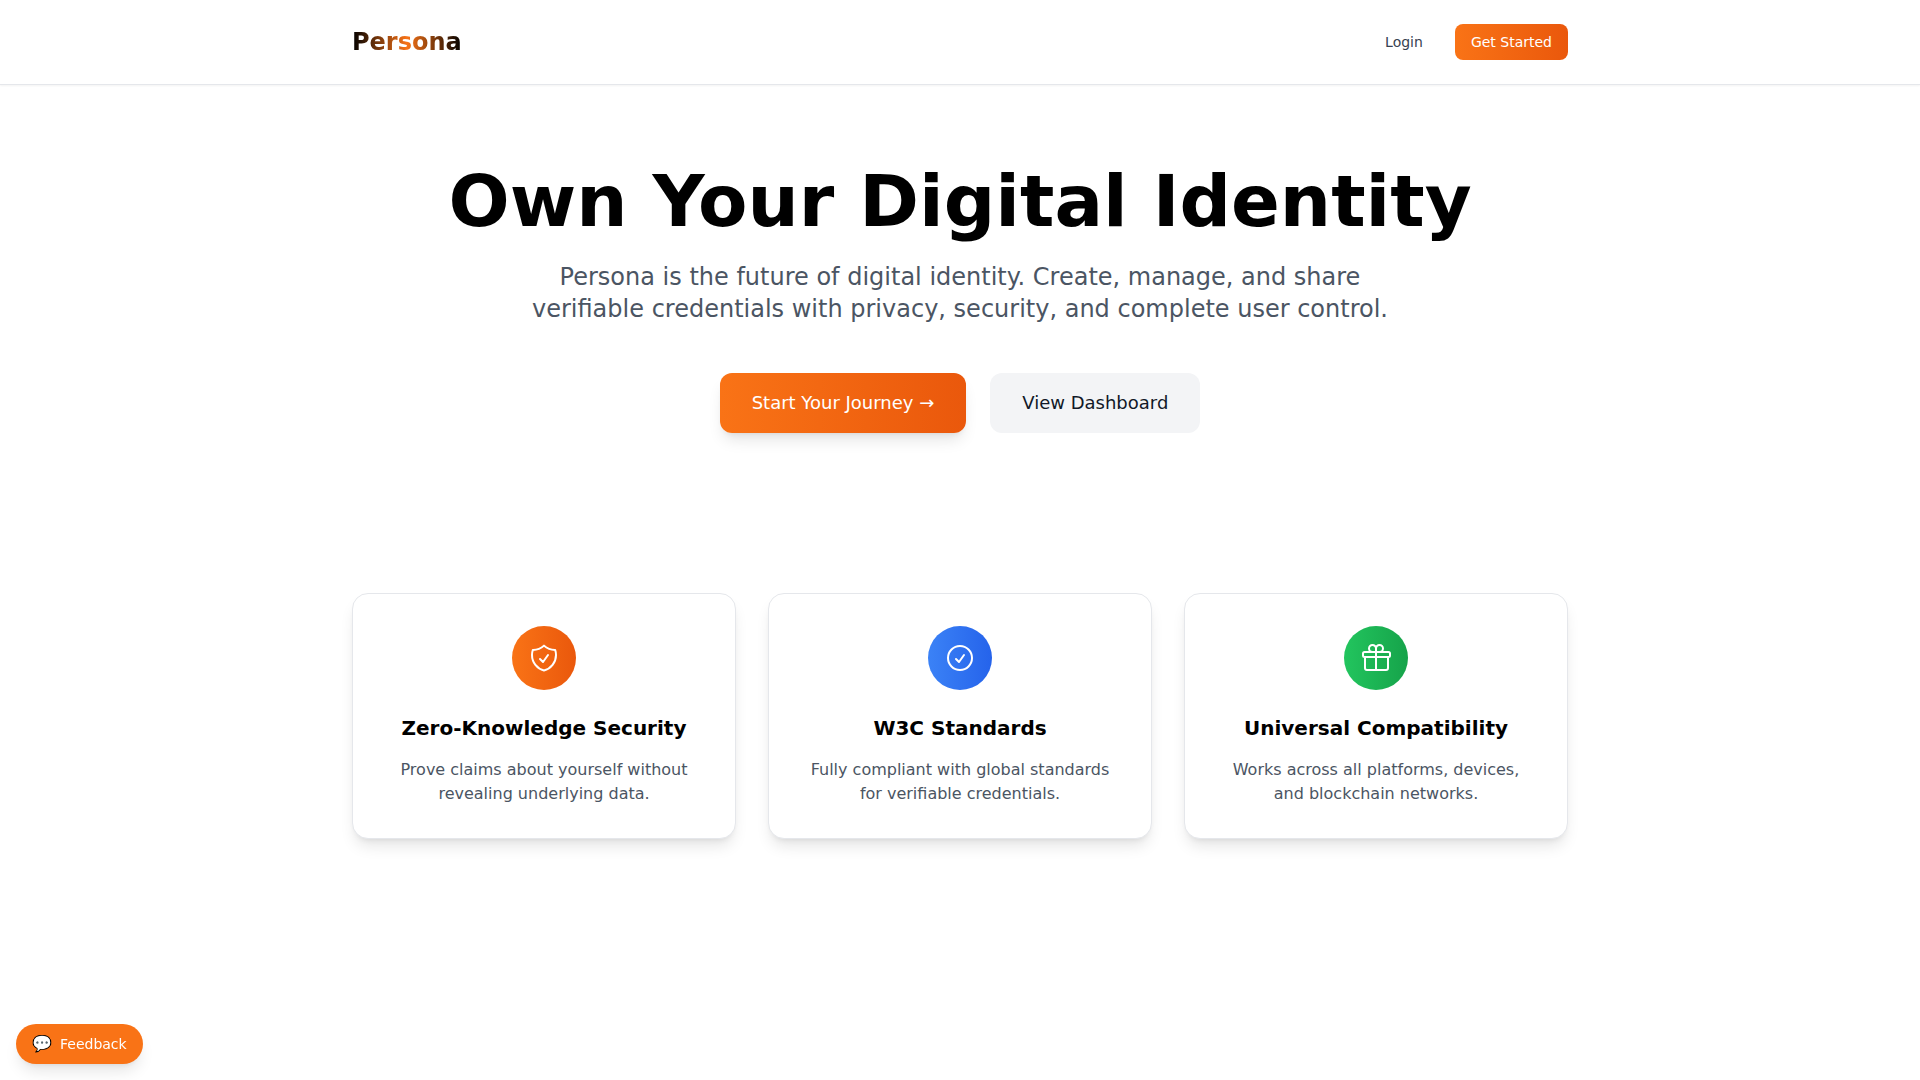 Persona
Login
Get Started
Own Your Digital Identity
Persona is the future of digital identity. Create, manage, and share
verifiable credentials with privacy, security, and complete user control.
Start Your Journey →
View Dashboard
Zero-Knowledge Security
Prove claims about yourself without
revealing underlying data.
W3C Standards
Fully compliant with global standards
for verifiable credentials.
Universal Compatibility
Works across all platforms, devices,
and blockchain networks.
💬 Feedback